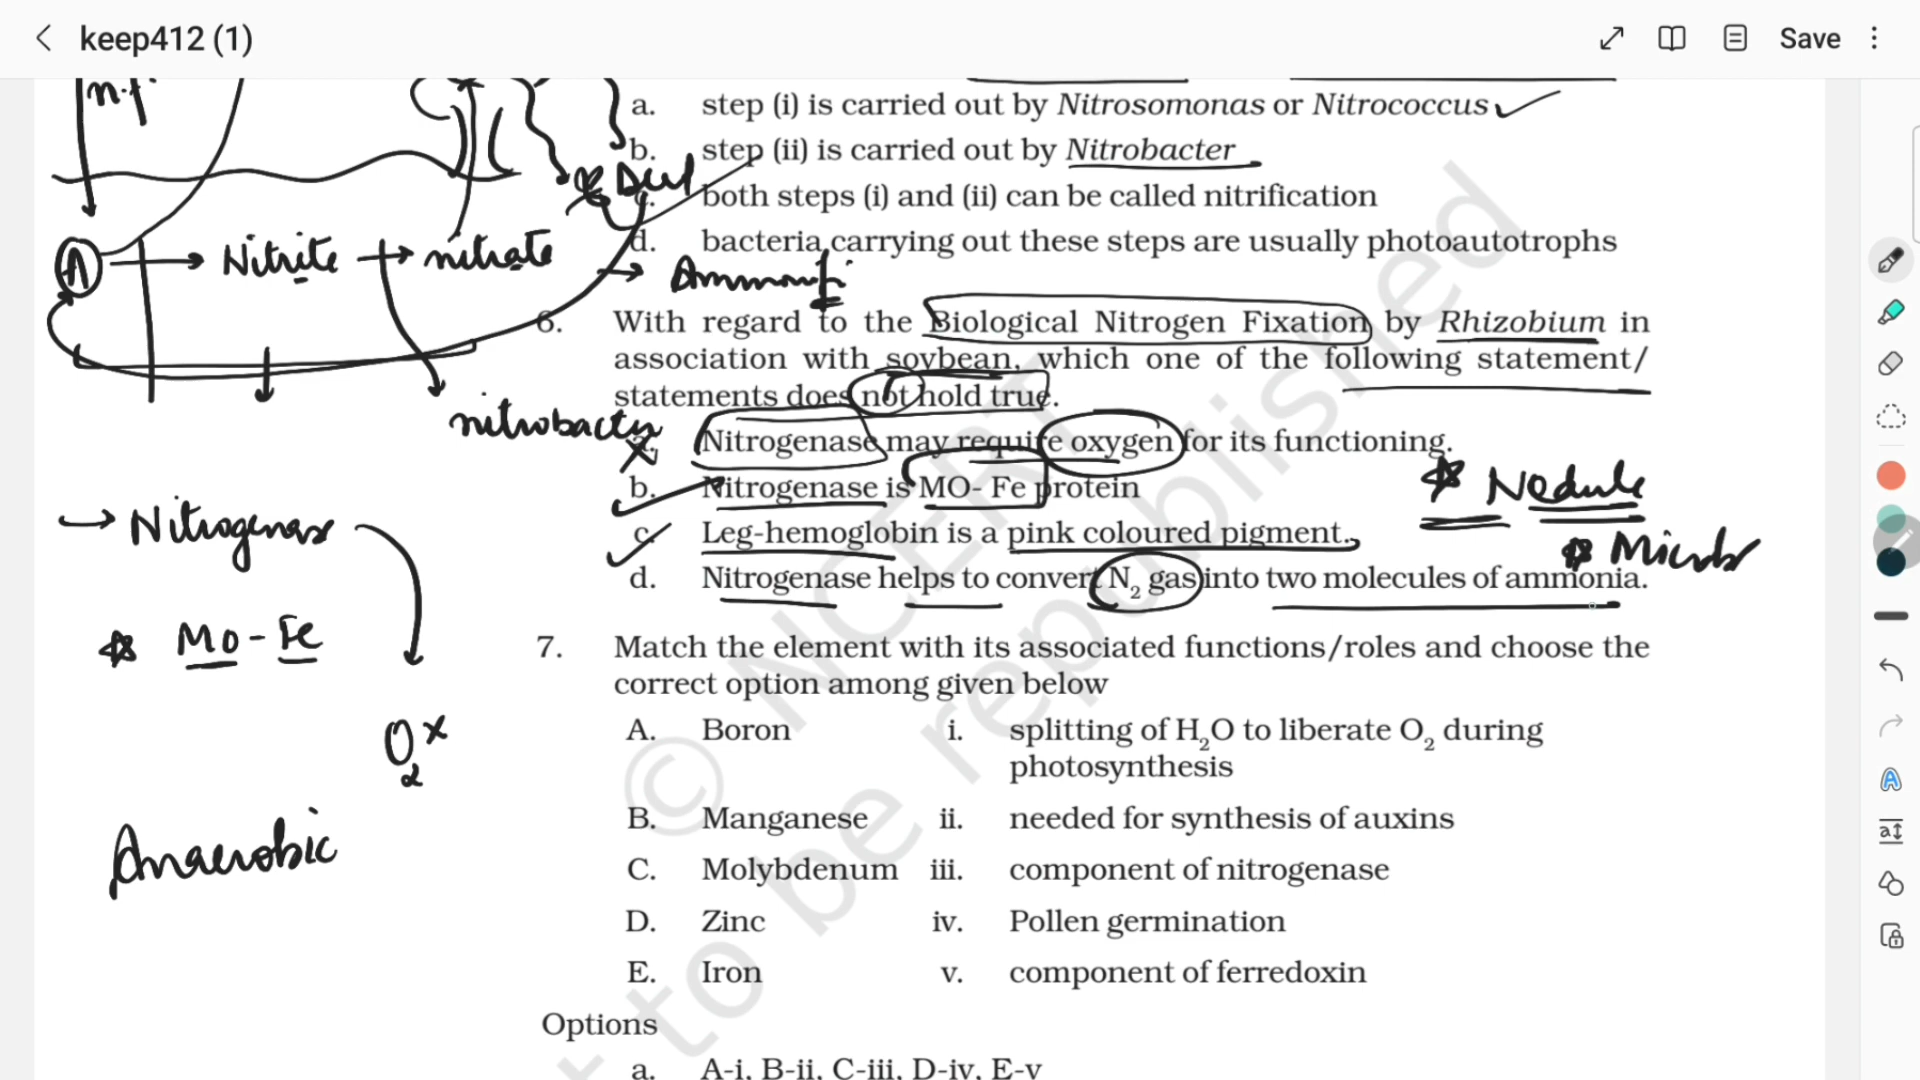 keep412 (1)
Save
n.f
a. step (i) is carried out by Nitrosomonas or Nitrococcus
b. step (ii) is carried out by Nitrobacter
c. both steps (i) and (ii) can be called nitrification
d. bacteria carrying out these steps are usually photoautotrophs
A → Nitrite → nitrate
6. With regard to the Biological Nitrogen Fixation by Rhizobium in
association with soybean, which one of the following statement/
statements does not hold true.
nitrobacter
a. Nitrogenase may require oxygen for its functioning.
b. Nitrogenase is MO- Fe protein
Nodule
→ Nitrogenase
c. Leg-hemoglobin is a pink coloured pigment.
d. Nitrogenase helps to convert N2 gas into two molecules of ammonia.
Mo-Fe
7. Match the element with its associated functions/roles and choose the
correct option among given below
A. Boron i. splitting of H2O to liberate O2 during
photosynthesis
O2 x
B. Manganese ii. needed for synthesis of auxins
Anaerobic
C. Molybdenum iii. component of nitrogenase
D. Zinc iv. Pollen germination
E. Iron v. component of ferredoxin
Options
a. A-i, B-ii, C-iii, D-iv, E-v
© NCERT
not to be republished